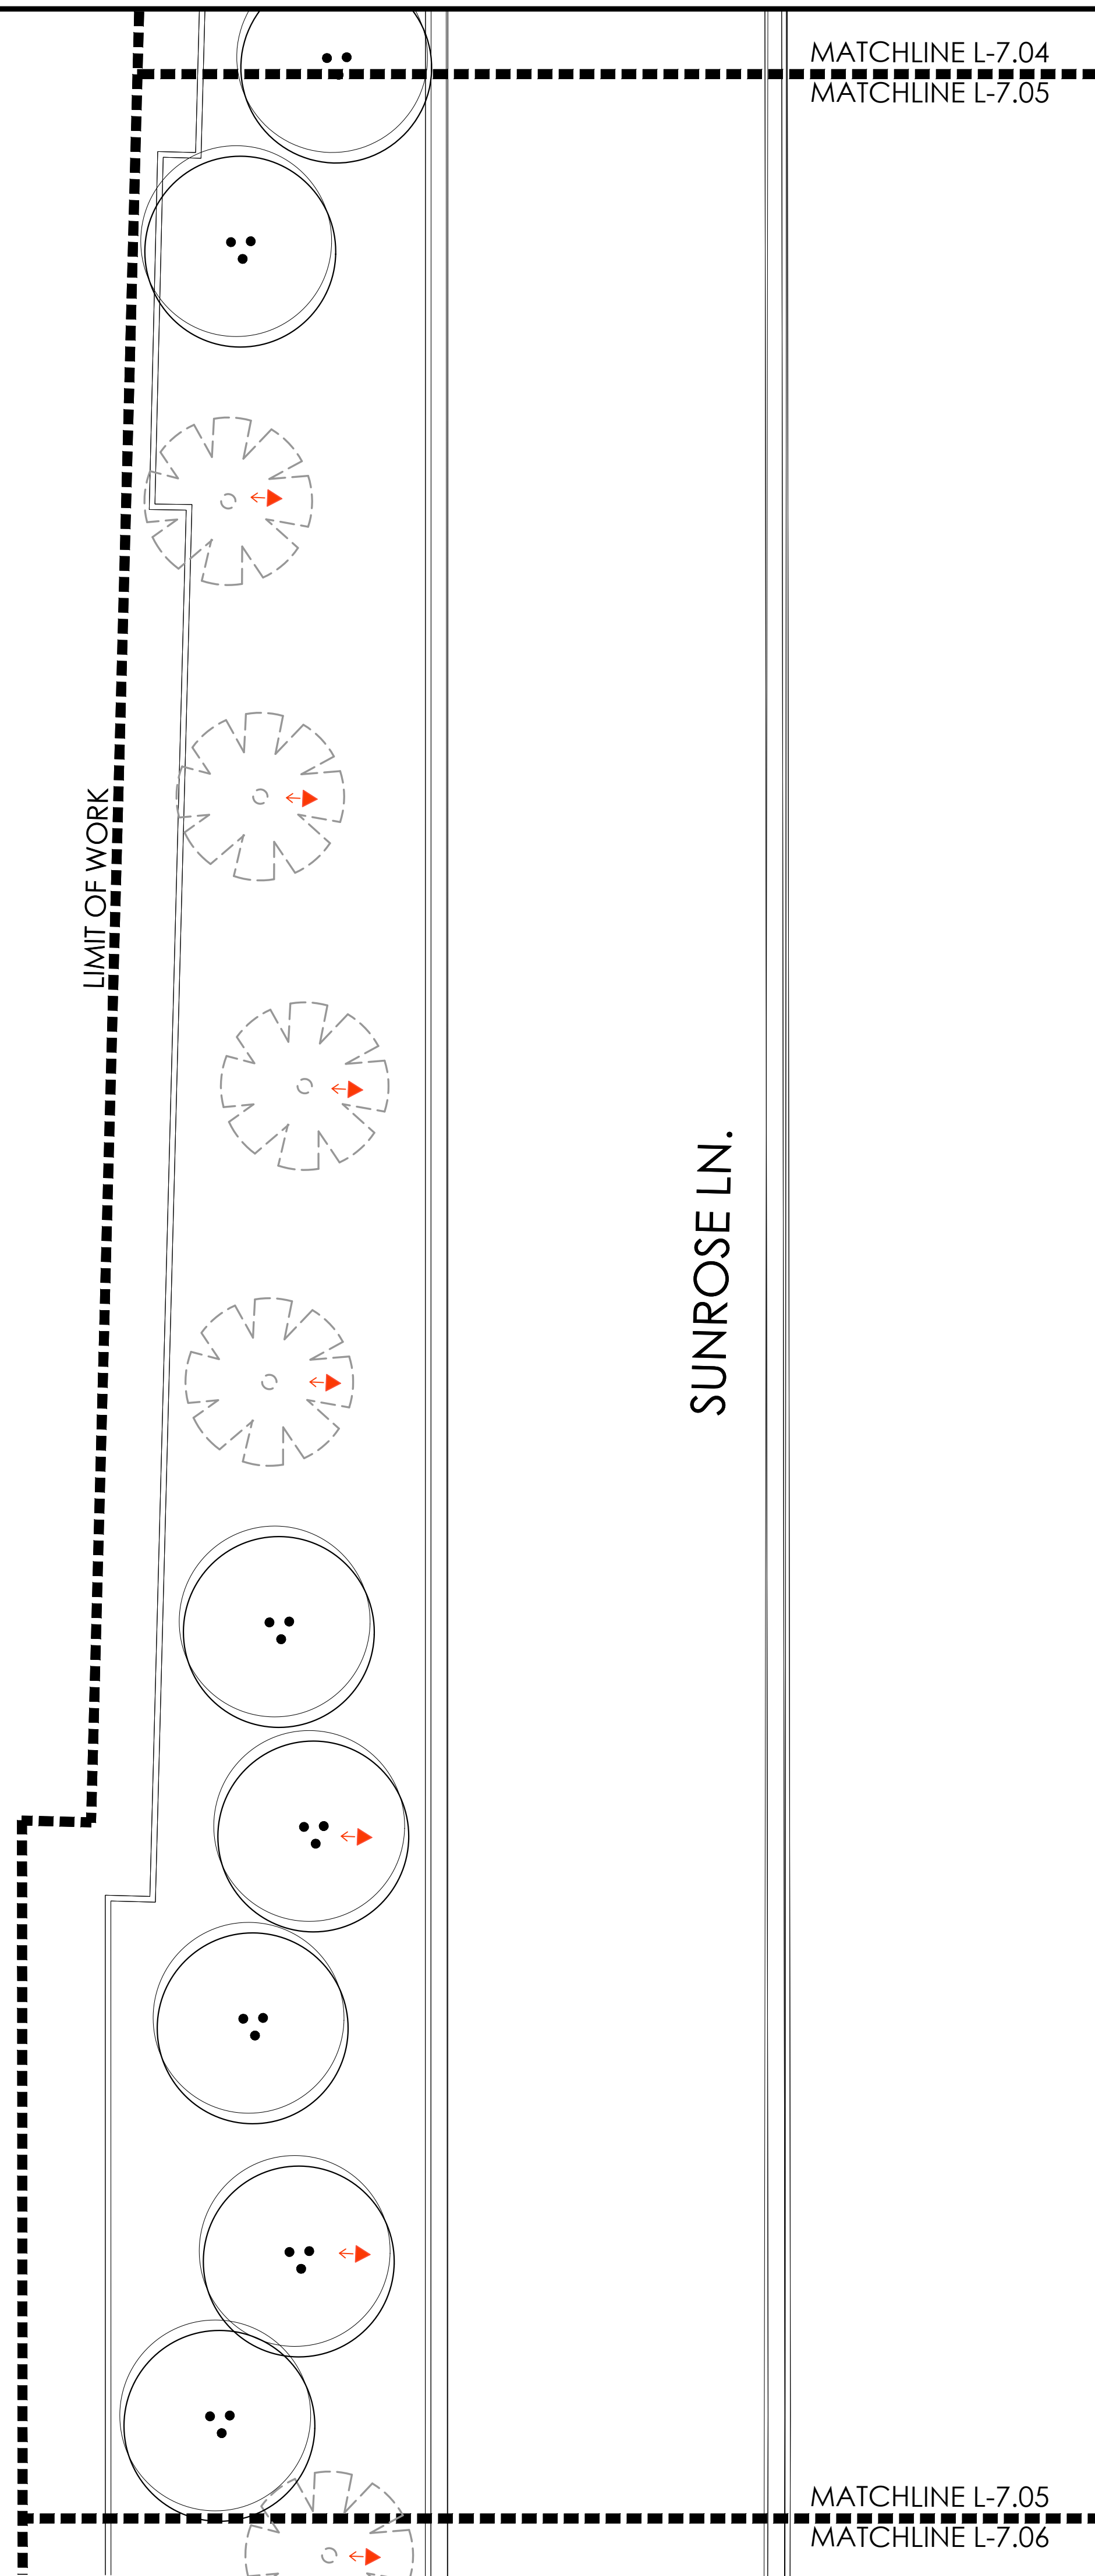 MATCHLINE L-7.04
MATCHLINE L-7.05
LIMIT OF WORK
SUNROSE LN.
MATCHLINE L-7.05
MATCHLINE L-7.06